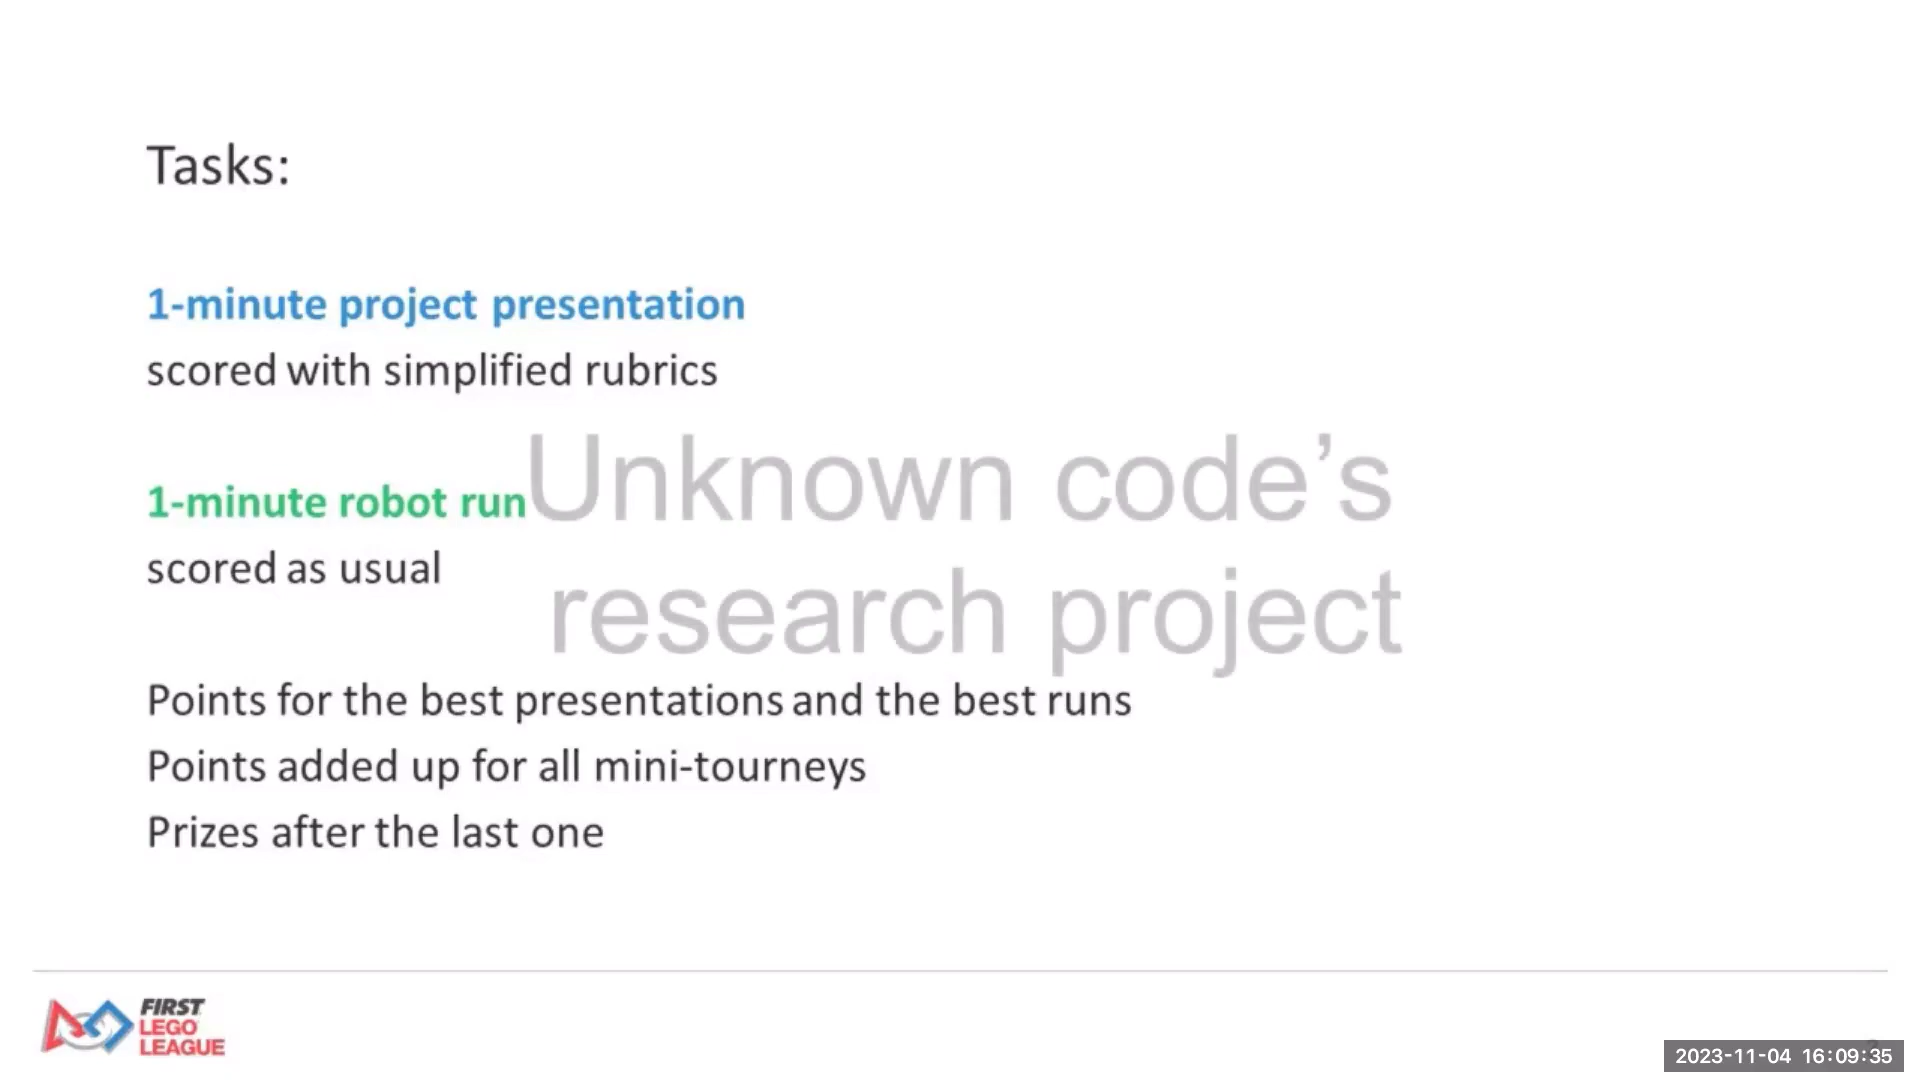 Tasks:
1-minute project presentation
scored with simplified rubrics
1-minute robot run
scored as usual
Unknown code’s
research project
Points for the best presentations and the best runs
Points added up for all mini-tourneys
Prizes after the last one
FIRST
LEGO
LEAGUE
2023-11-04 16:09:35